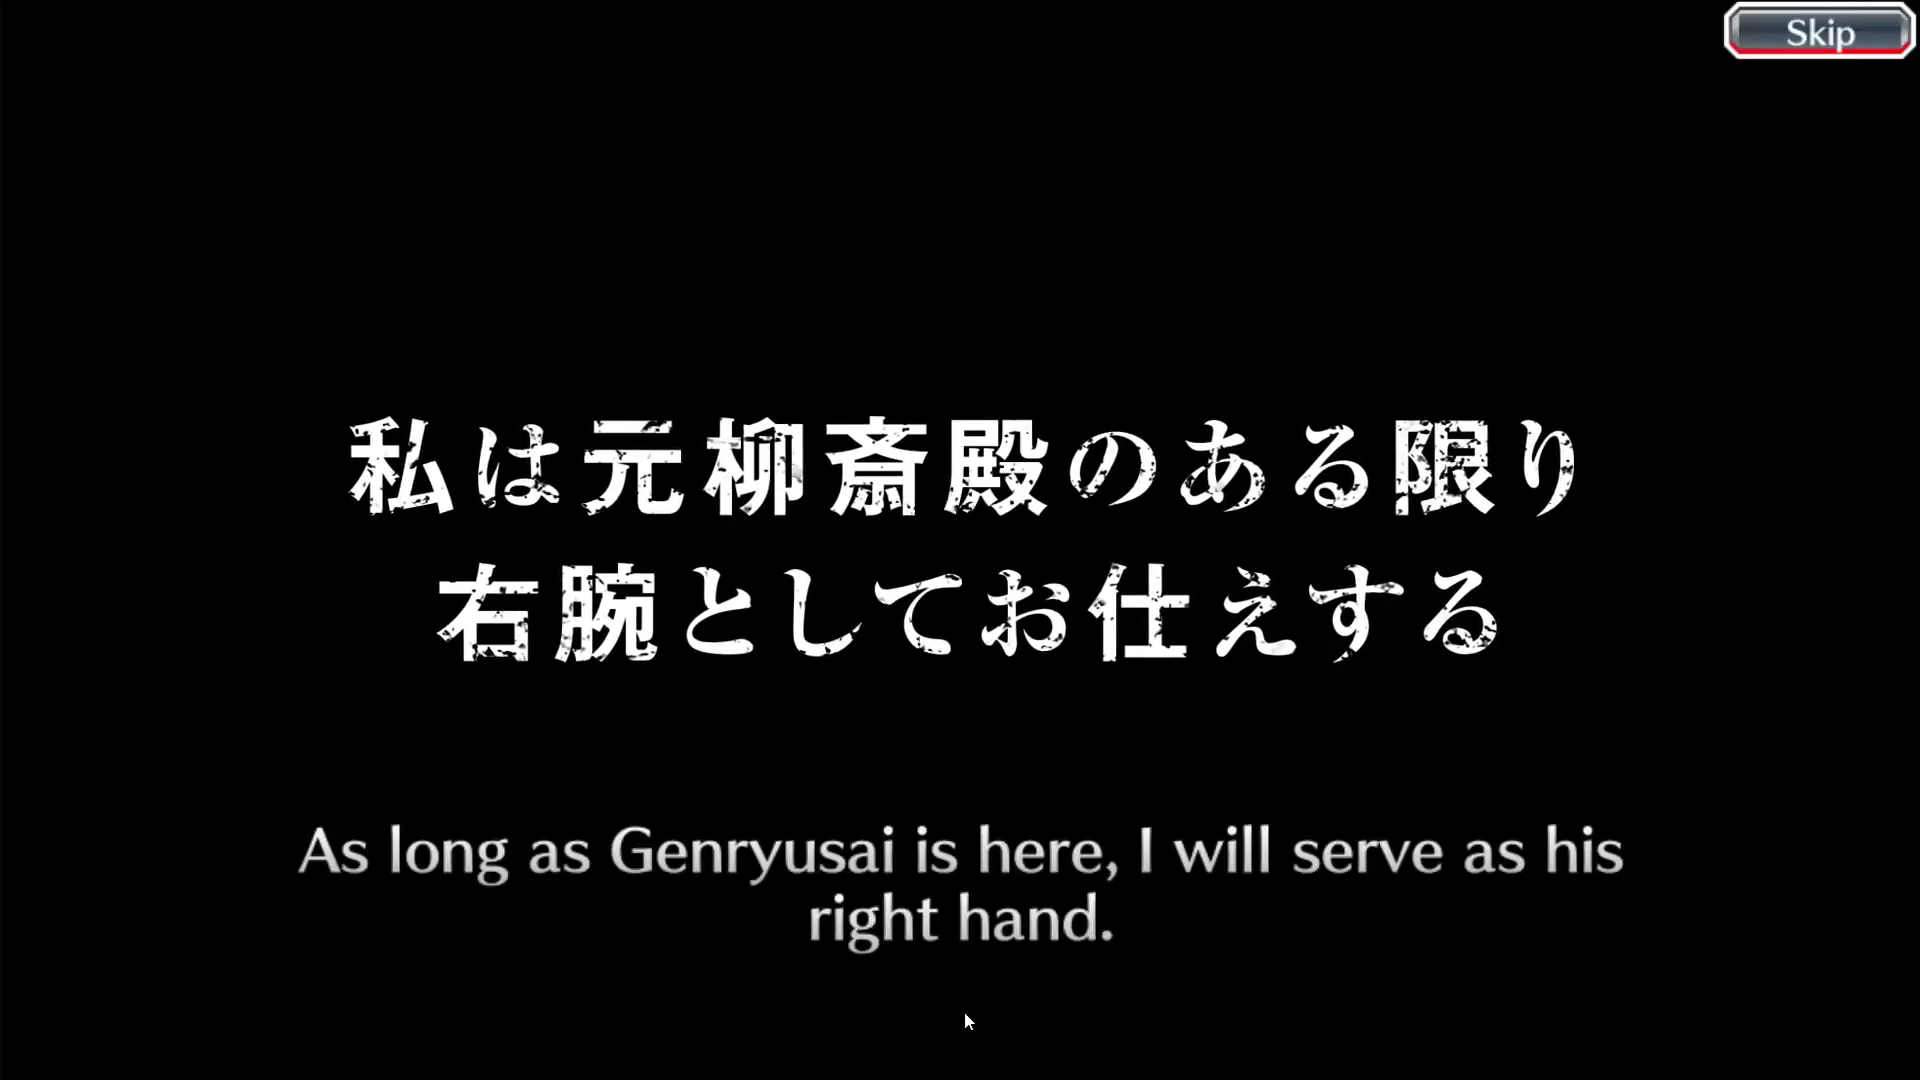 Skip
私は元柳斎殿のある限り
右腕としてお仕えする
As long as Genryusai is here, I will serve as his
right hand.